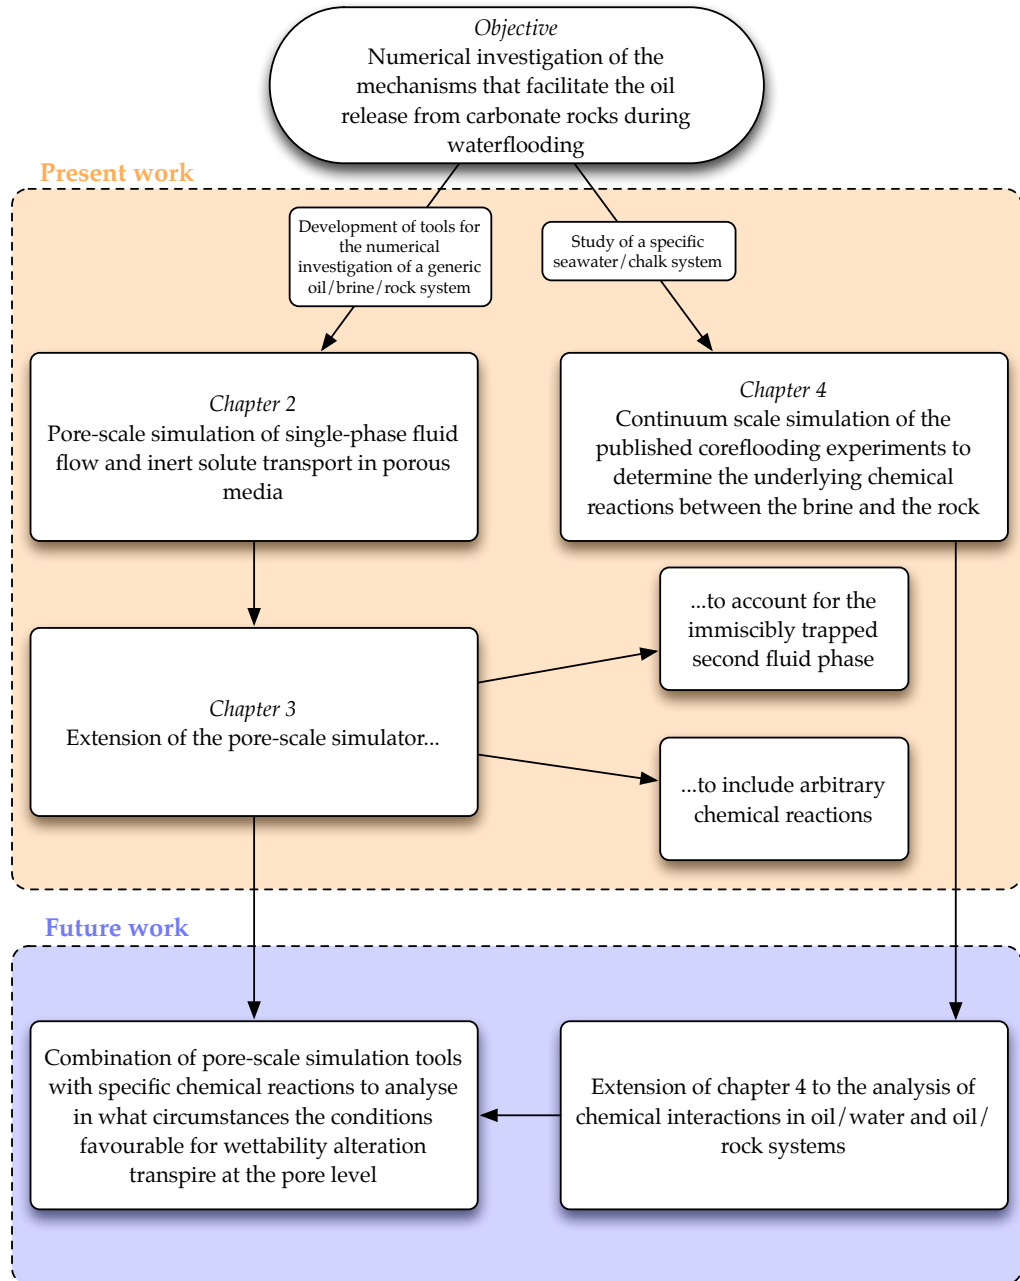 Objective
Numerical investigation of the
mechanisms that facilitate the oil
release from carbonate rocks during
waterflooding
Present work
Development of tools for
the numerical
investigation of a generic
oil/brine/rock system
Study of a specific
seawater/chalk system
Chapter 2
Pore-scale simulation of single-phase fluid
flow and inert solute transport in porous
media
Chapter 4
Continuum scale simulation of the
published coreflooding experiments to
determine the underlying chemical
reactions between the brine and the rock
...to account for the
immiscibly trapped
second fluid phase
Chapter 3
Extension of the pore-scale simulator...
...to include arbitrary
chemical reactions
Future work
Combination of pore-scale simulation tools
with specific chemical reactions to analyse
in what circumstances the conditions
favourable for wettability alteration
transpire at the pore level
Extension of chapter 4 to the analysis of
chemical interactions in oil/water and oil/
rock systems